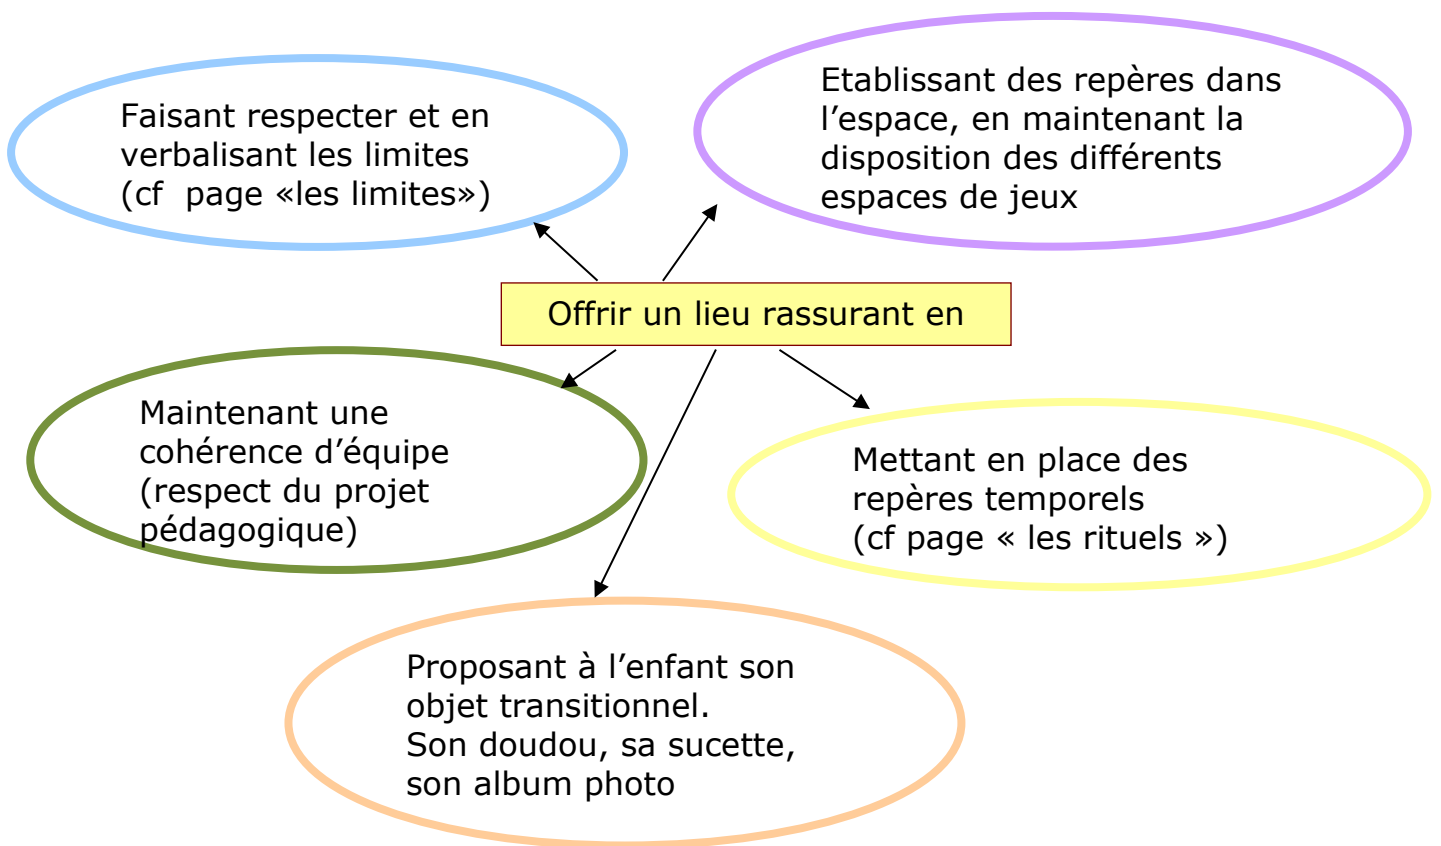 Faisant respecter et en
verbalisant les limites
(cf  page «les limites»)
Etablissant des repères dans
l’espace, en maintenant la
disposition des différents
espaces de jeux
Offrir un lieu rassurant en
Maintenant une
cohérence d’équipe
(respect du projet
pédagogique)
Mettant en place des
repères temporels
(cf page « les rituels »)
Proposant à l’enfant son
objet transitionnel.
Son doudou, sa sucette,
son album photo